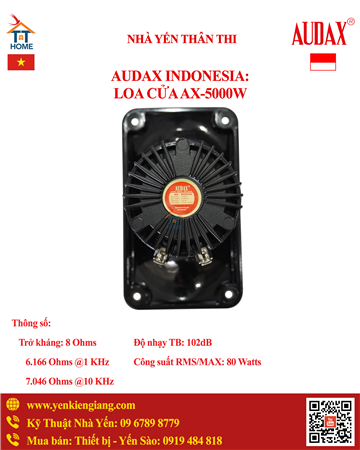 HOME
NHÀ YẾN THÂN THI
AUDAX®
AUDAX INDONESIA:
LOA CỬA AX-5000W
AUDAX
Thông số:
Trở kháng: 8 Ohms
Độ nhạy TB: 102dB
6.166 Ohms @1 KHz
Công suất RMS/MAX: 80 Watts
7.046 Ohms @10 KHz
www.yenkiengiang.com
Kỹ Thuật Nhà Yến: 09 6789 8779
Mua bán: Thiết bị - Yến Sào: 0919 484 818